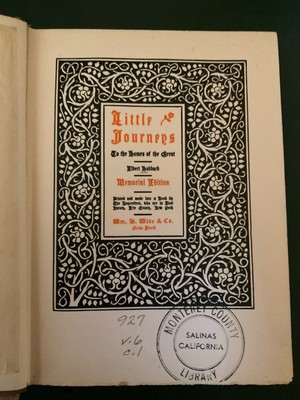 Little
Journeys
To the Homes of the Great
Elbert Hubbard
Memorial Edition
Printed and made into a Book by
The Roycrofters, who are in East
Aurora, Erie County, New York
Wm. H. Wise & Co.
New York
927
v.6
c.1
MONTEREY COUNTY
SALINAS
CALIFORNIA
LIBRARY